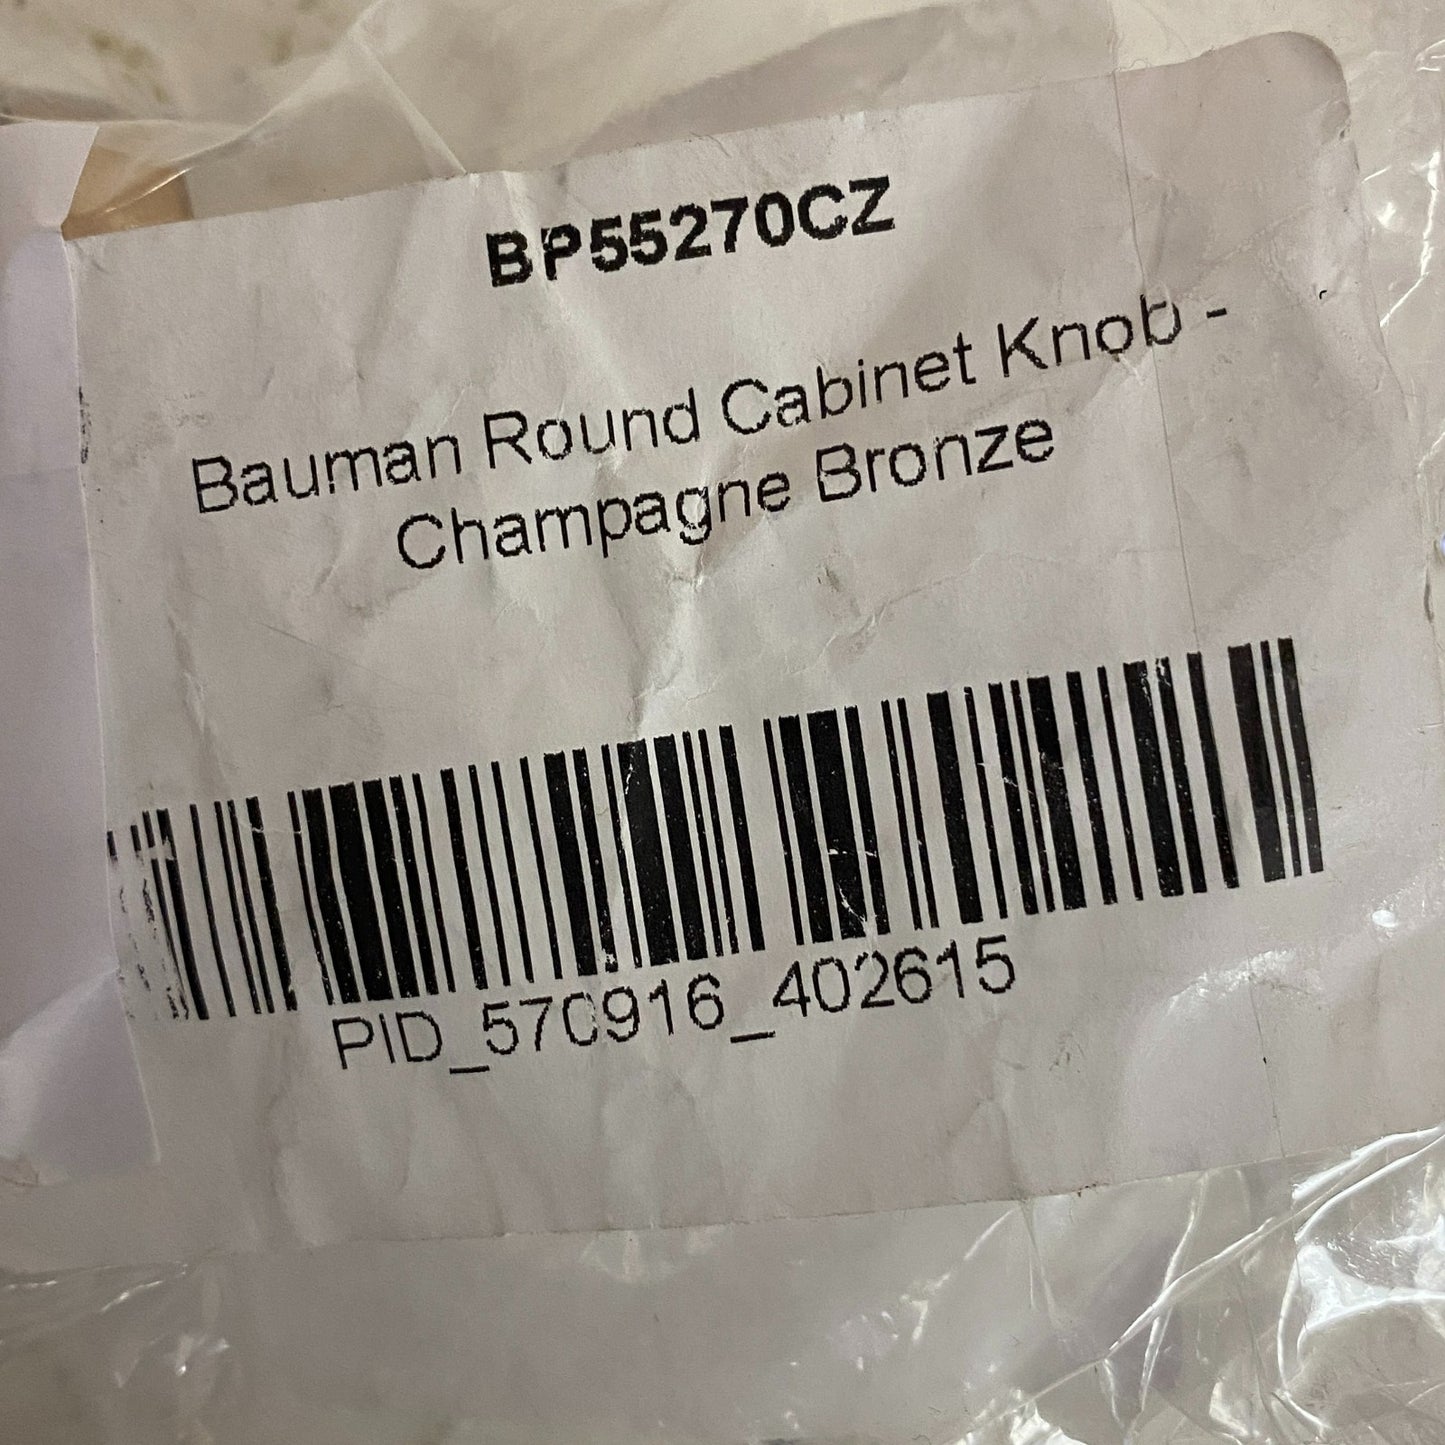 BP55270CZ
Bauman Round Cabinet Knob -
Champagne Bronze
PID_570916_402615